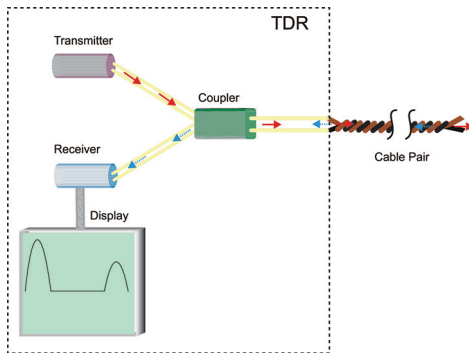 TDR
Transmitter
Coupler
Receiver
Cable Pair
Display